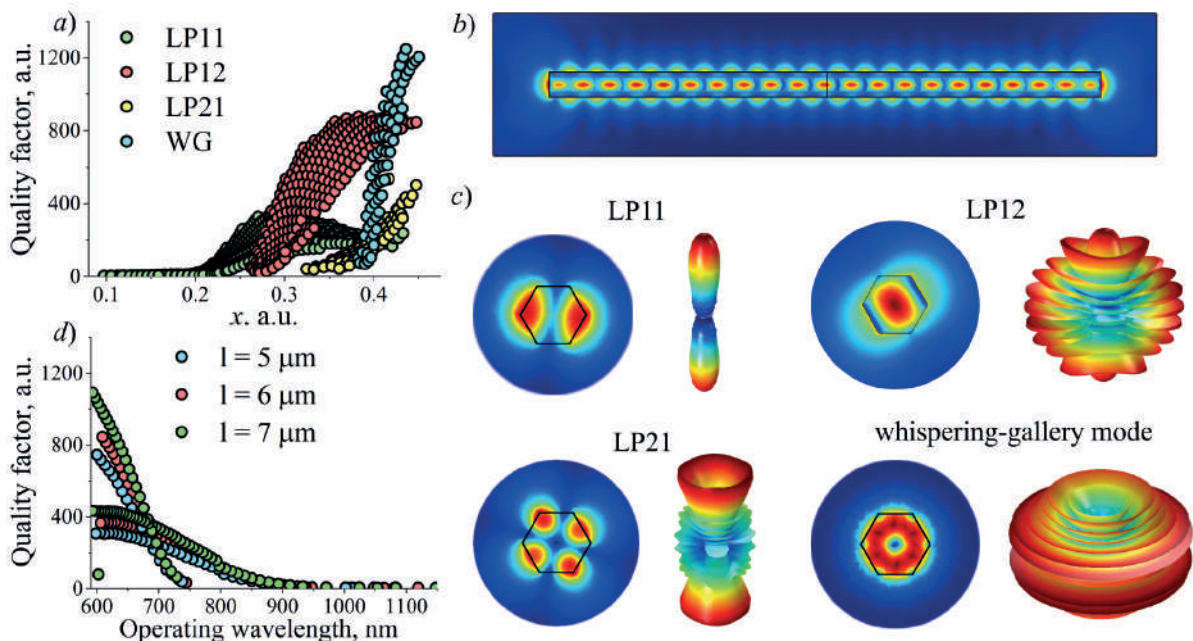 a)
LP11
LP12
LP21
WG
1200
800
400
0
Quality factor, a.u.
0.1 0.2 0.3 0.4
x. a.u.
b)
c)
LP11
LP12
LP21
whispering-gallery mode
d)
l = 5 μm
l = 6 μm
l = 7 μm
1200
800
400
0
Quality factor, a.u.
600 700 800 900 1000 1100
Operating wavelength, nm